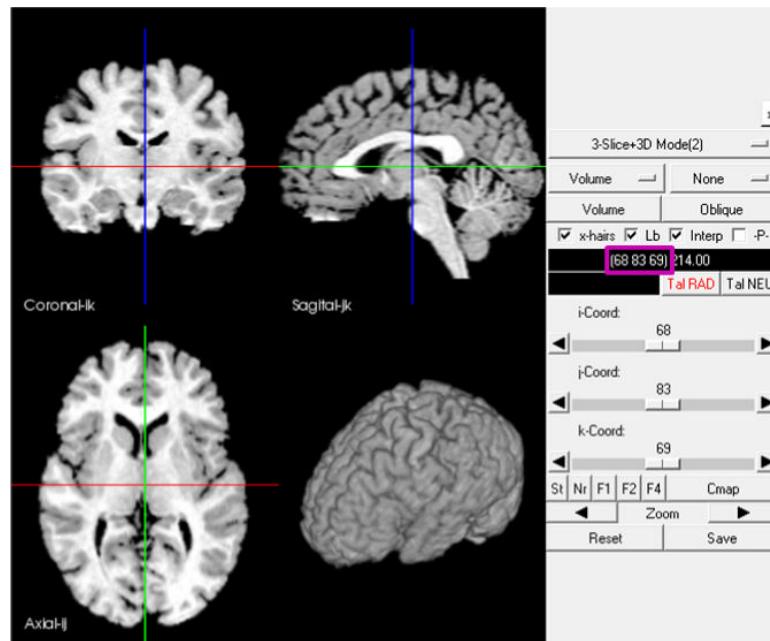 3-Slice+3D Mode(2)
Volume None
Volume Oblique
x-hairs Lb Interp -P-
(68 83 69) 214.00
Tal RAD Tal NEU
Coronal-ik Sagital-jk
i-Coord:
68
j-Coord:
83
k-Coord:
69
St Nr F1 F2 F4 Cmap
Zoom
Reset Save
Axial-ij